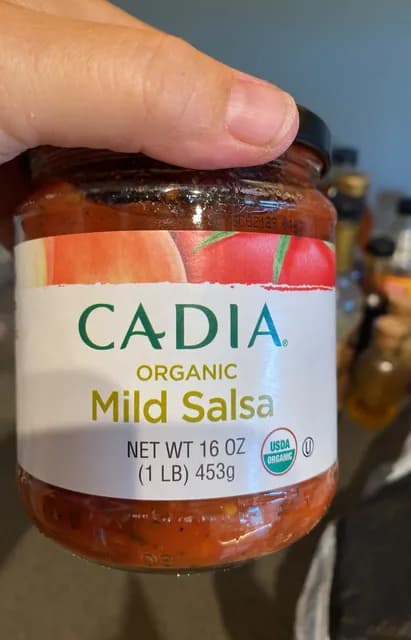 CADIA®
ORGANIC
Mild Salsa
NET WT 16 OZ
(1 LB) 453g
USDA
ORGANIC
U